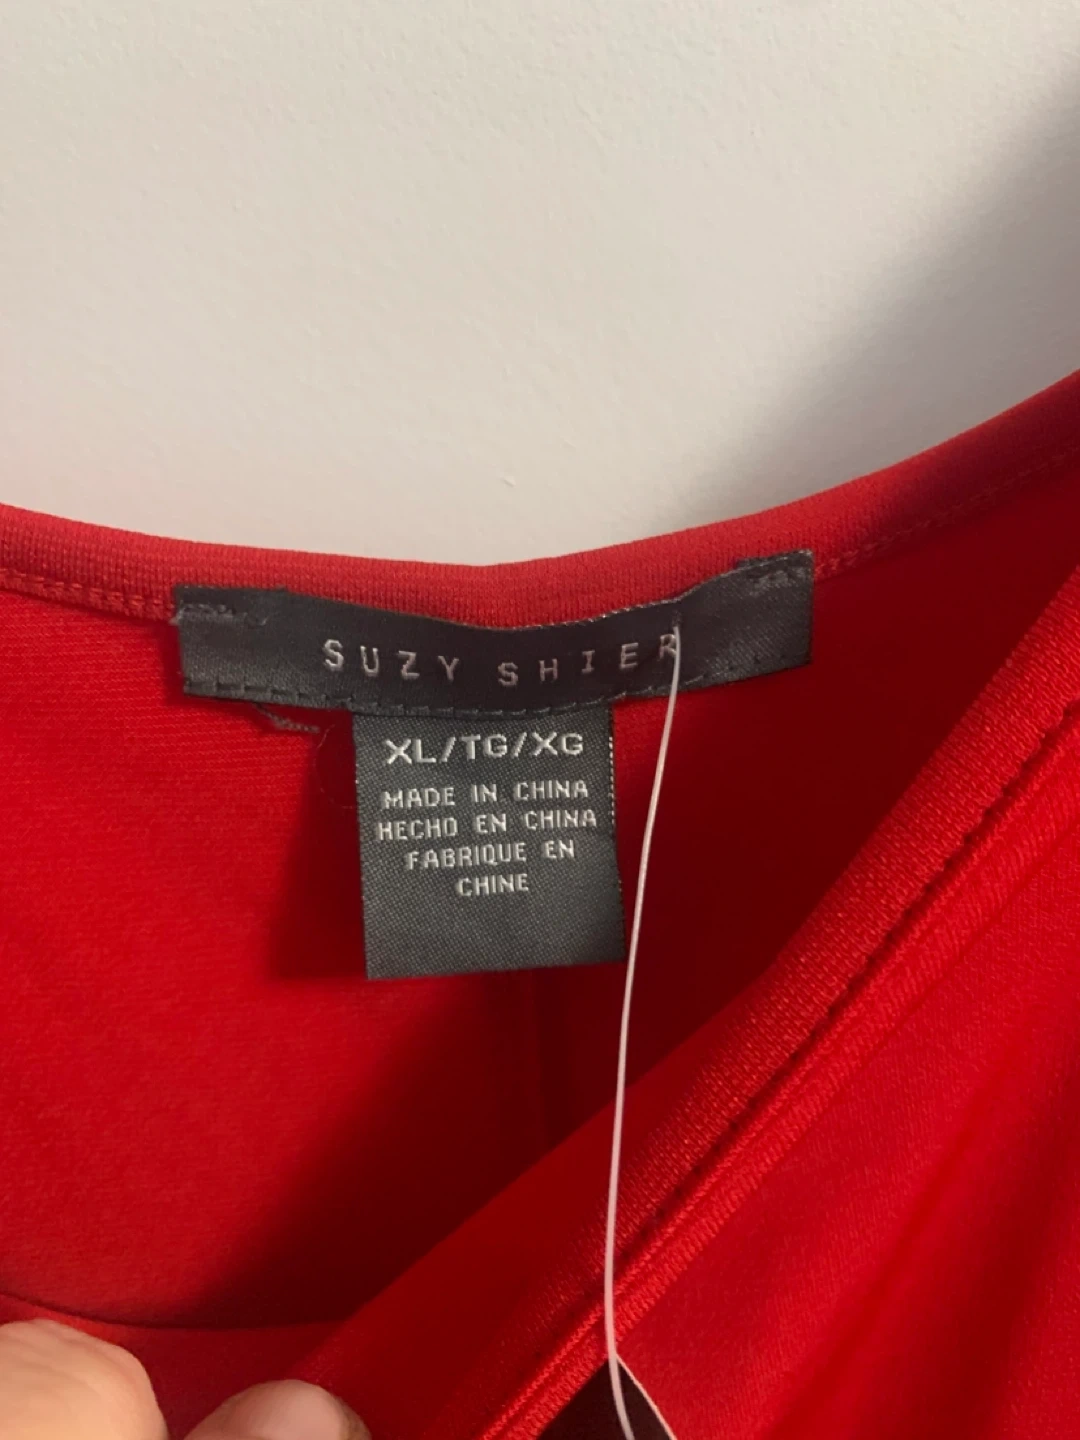 SUZY SHIER
XL/TG/XG
MADE IN CHINA
HECHO EN CHINA
FABRIQUE EN
CHINE